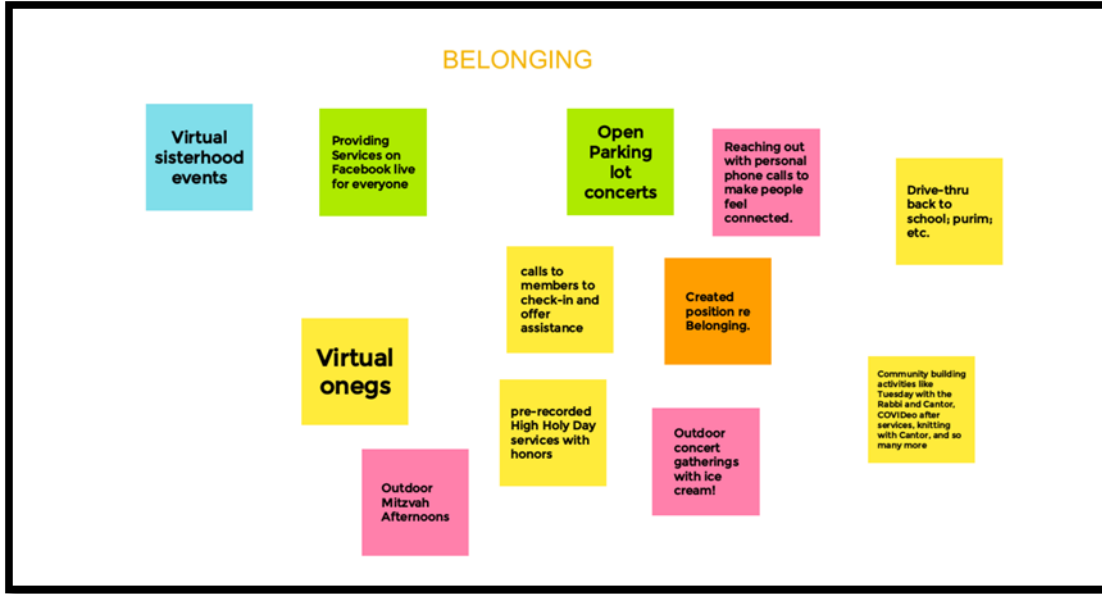 BELONGING
Virtual
sisterhood
events
Providing
Services on
Facebook live
for everyone
Open
Parking
lot
concerts
Reaching out
with personal
phone calls to
make people
feel
connected.
Drive-thru
back to
school; purim;
etc.
calls to
members to
check-in and
offer
assistance
Created
position re
Belonging.
Virtual
onegs
pre-recorded
High Holy Day
services with
honors
Community building
activities like
Tuesday with the
Rabbi and Cantor,
COVIDeo after
services, knitting
with Cantor, and so
many more
Outdoor
Mitzvah
Afternoons
Outdoor
concert
gatherings
with ice
cream!